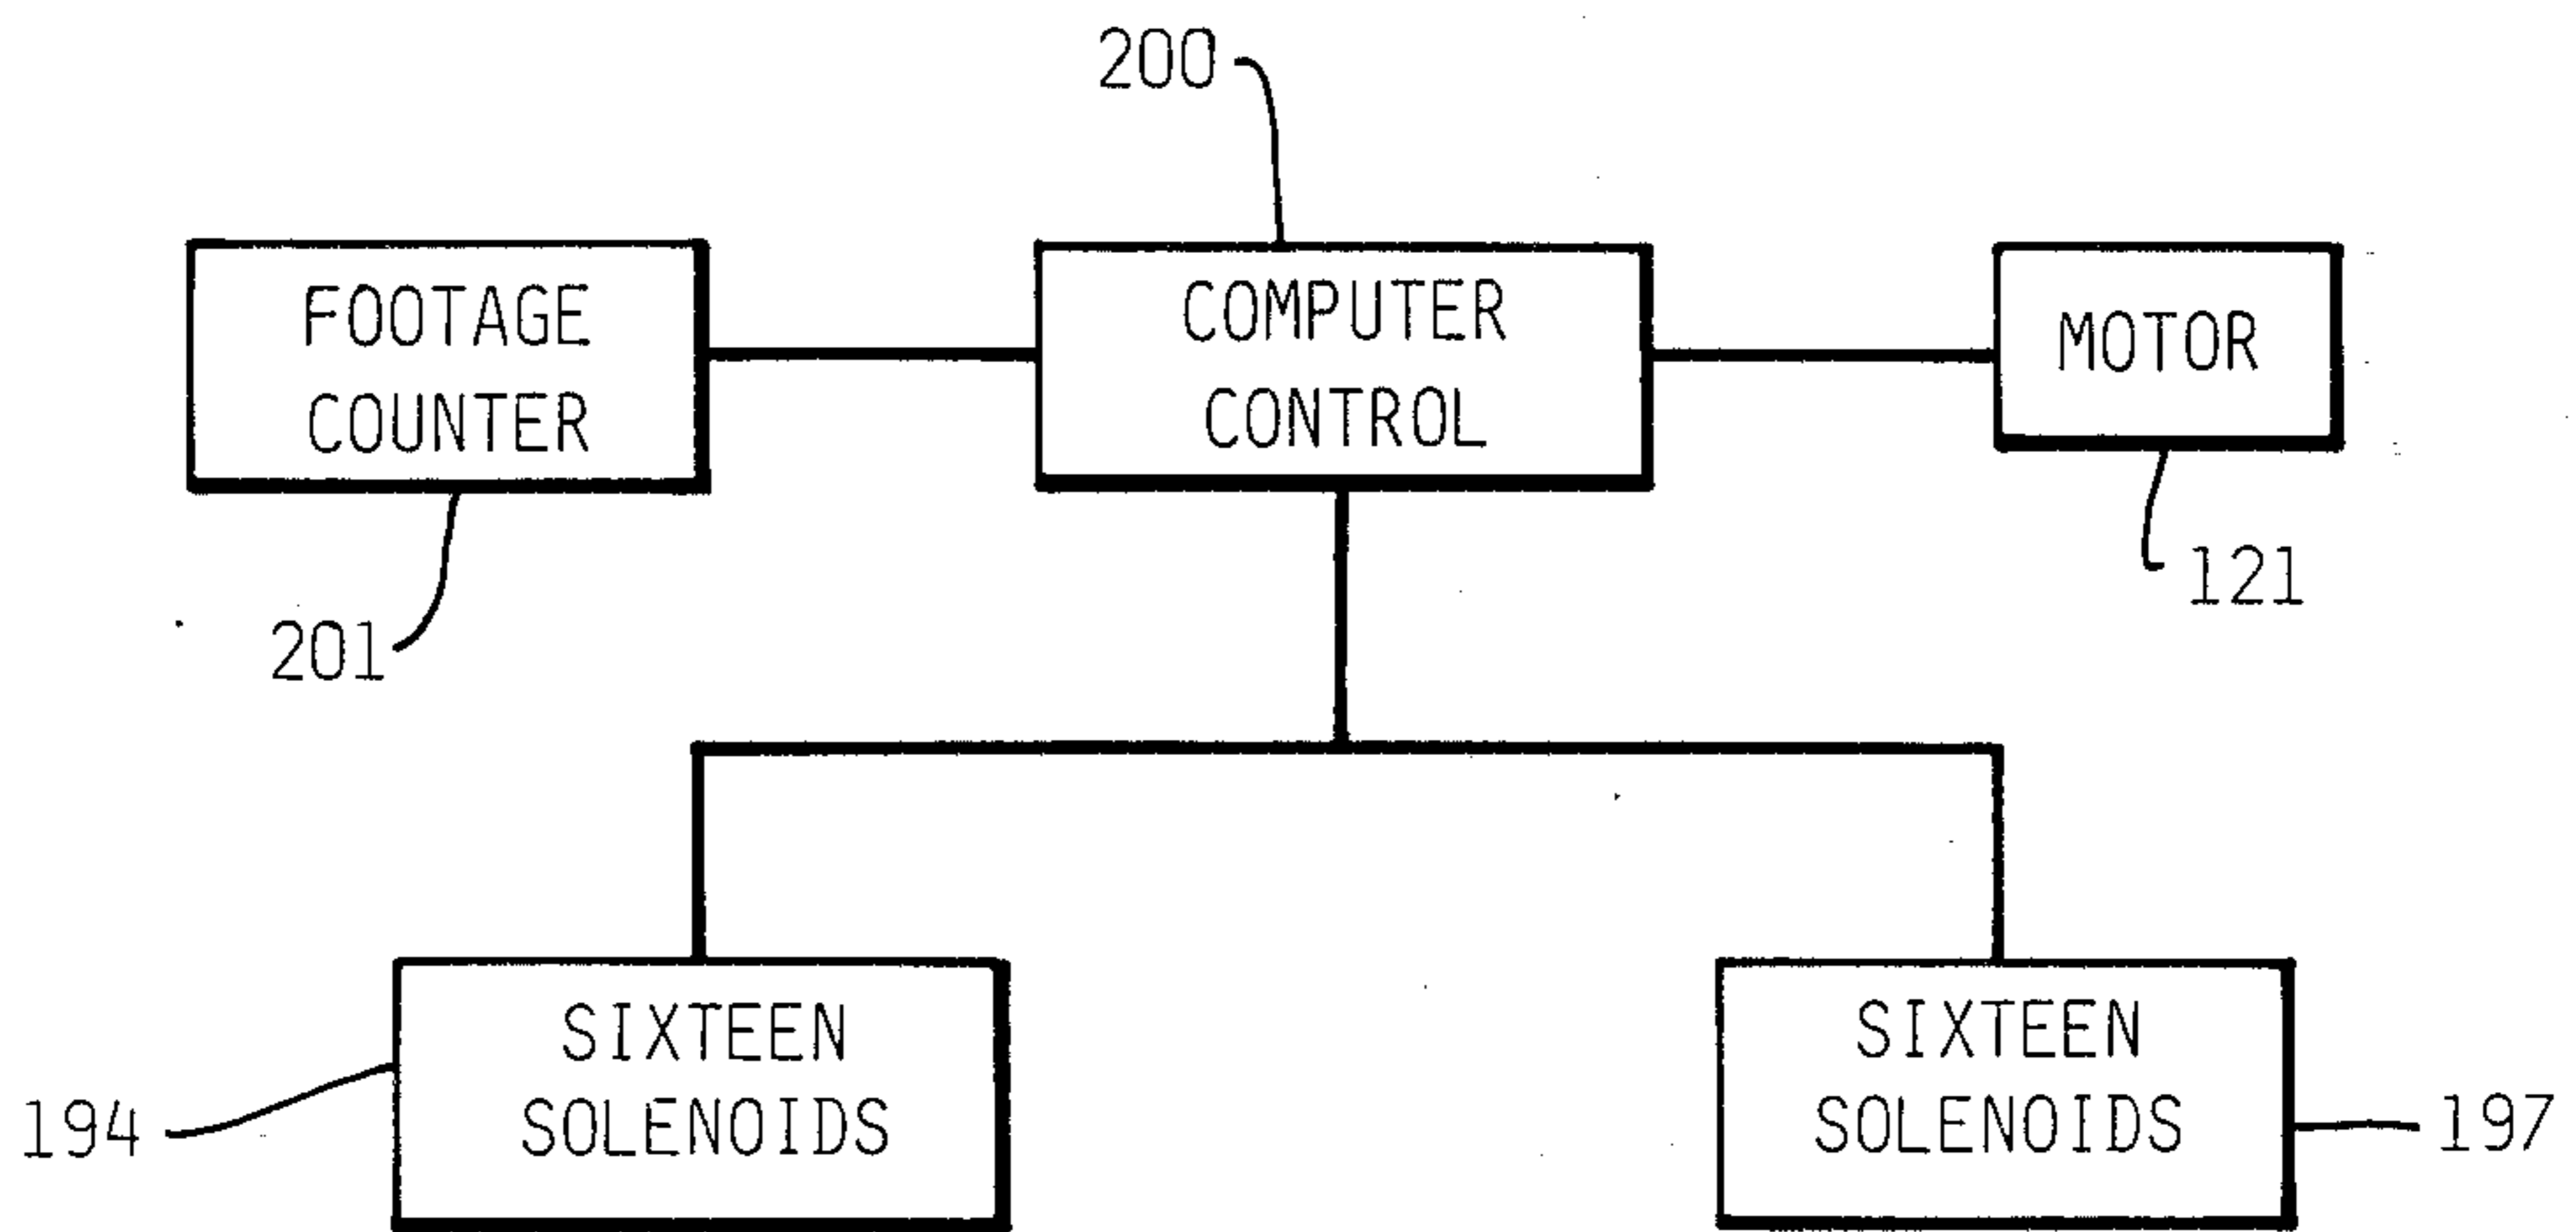 200
FOOTAGE
COUNTER
COMPUTER
CONTROL
MOTOR
121
201
SIXTEEN
SOLENOIDS
SIXTEEN
SOLENOIDS
194
197